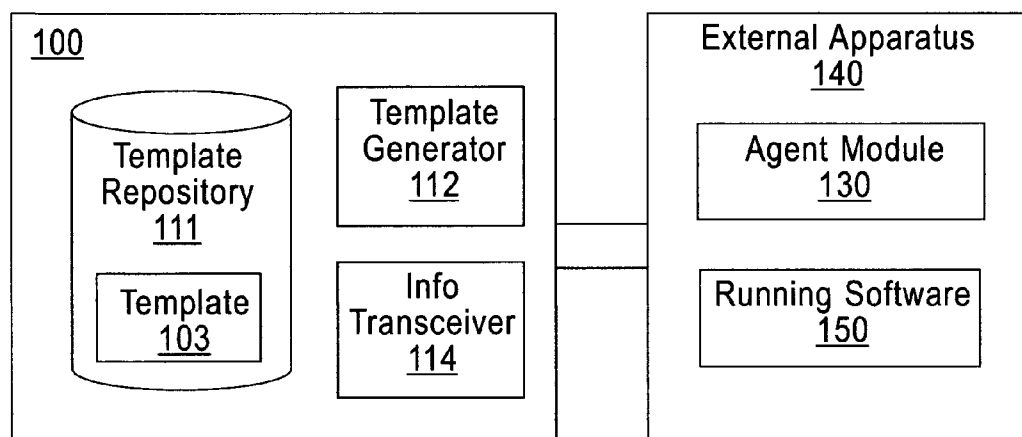 100
Template
Repository
111
Template
103
Template
Generator
112
Info
Transceiver
114
External Apparatus
140
Agent Module
130
Running Software
150